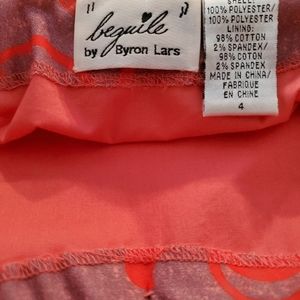 "beguile"
by Byron Lars
SHELL:
100% POLYESTER/
100% POLYESTER
LINING:
98% COTTON
2% SPANDEX/
98% COTON
2% SPANDEX
MADE IN CHINA/
FABRIQUE
EN CHINE
4